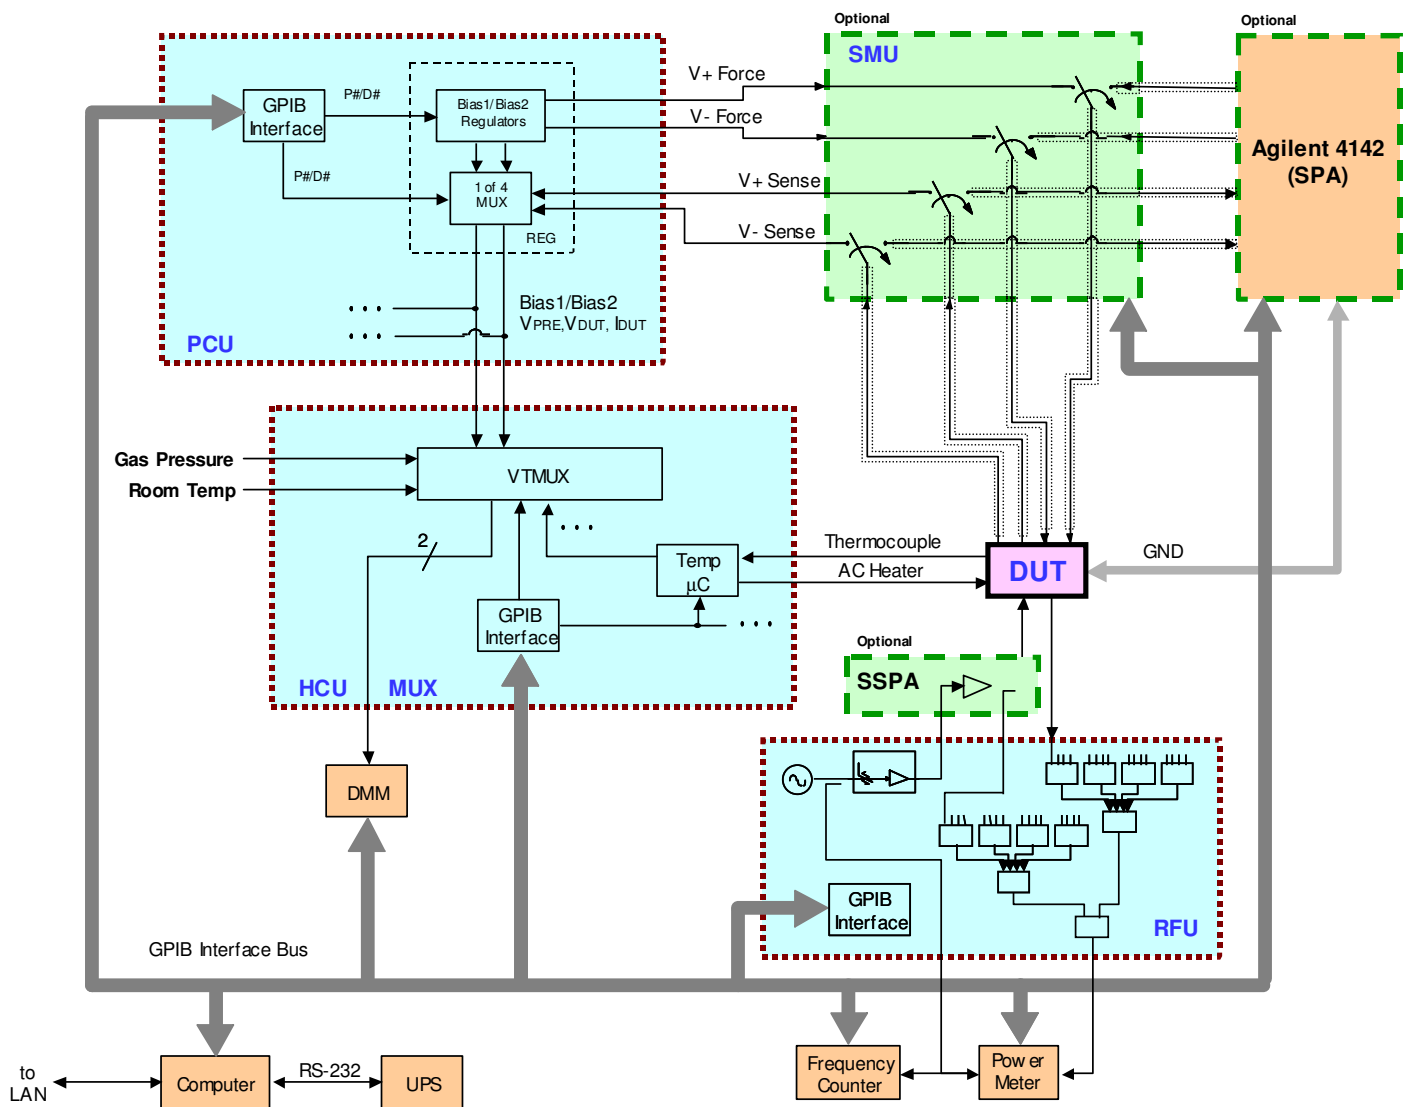 Optional
Optional
SMU
V+ Force
P#/D#
GPIB
Interface
Bias1/Bias2
Regulators
V- Force
Agilent 4142
(SPA)
P#/D#
1 of 4
MUX
V+ Sense
V- Sense
REG
Bias1/Bias2
VPRE,VDUT, IDUT
PCU
Gas Pressure
Room Temp
VTMUX
2
Thermocouple
AC Heater
Temp
µC
DUT
GND
GPIB
Interface
Optional
SSPA
HCU
MUX
DMM
GPIB
Interface
RFU
GPIB Interface Bus
to
LAN
Computer
RS-232
UPS
Frequency
Counter
Power
Meter